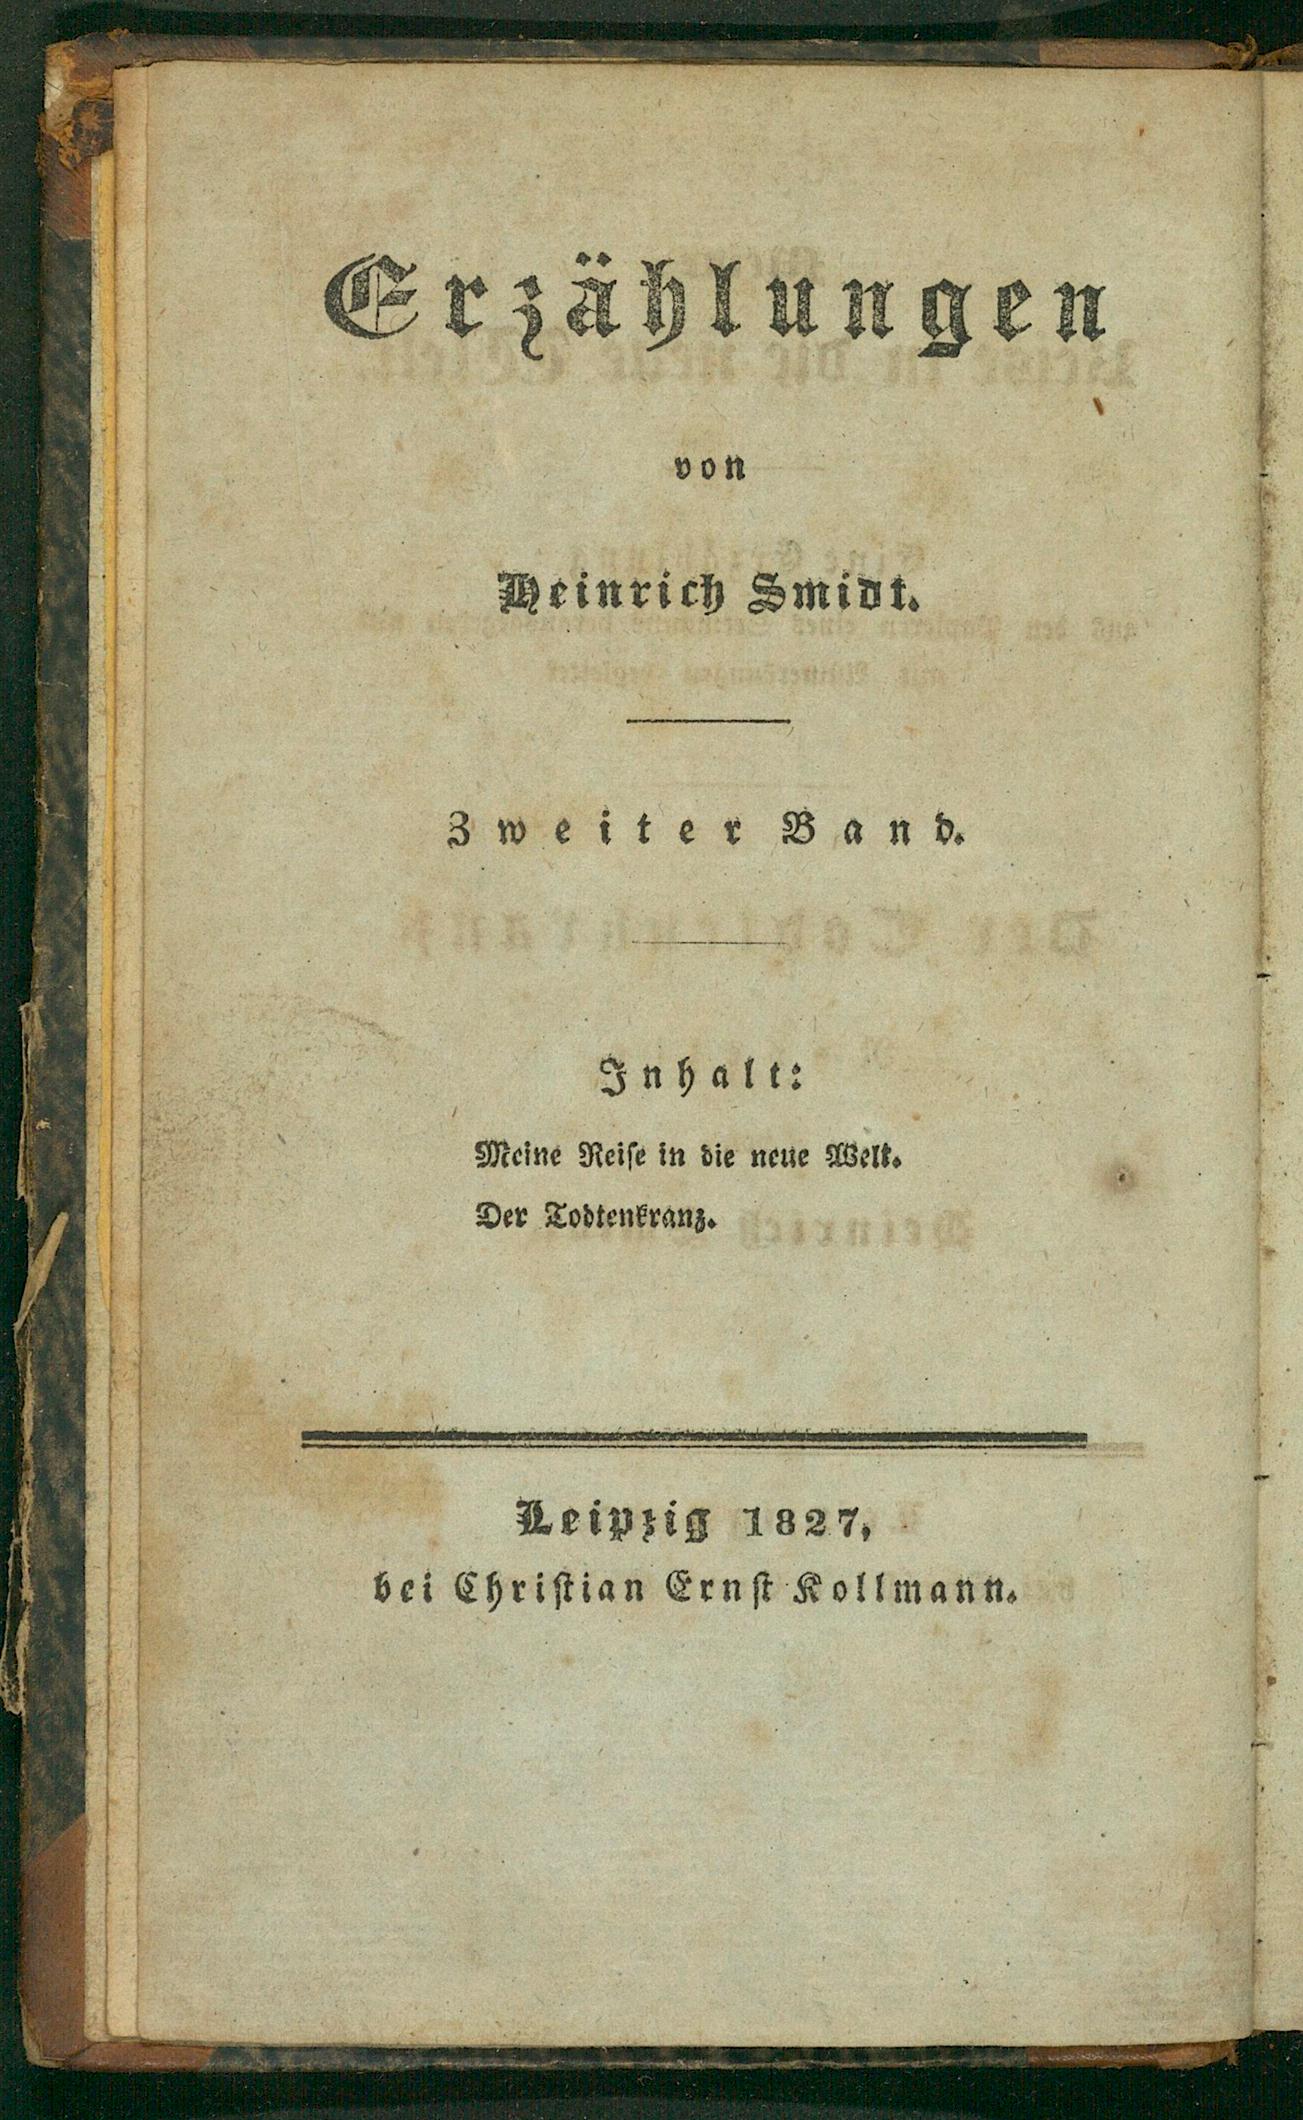 Erzählungen
von
Heinrich Smidt.
Zweiter Band.
Inhalt:
Meine Reiſe in die neue Welt.
Der Todtenkranz.
Leipzig 1827,
bei Chriſtian Ernſt Kollmann.